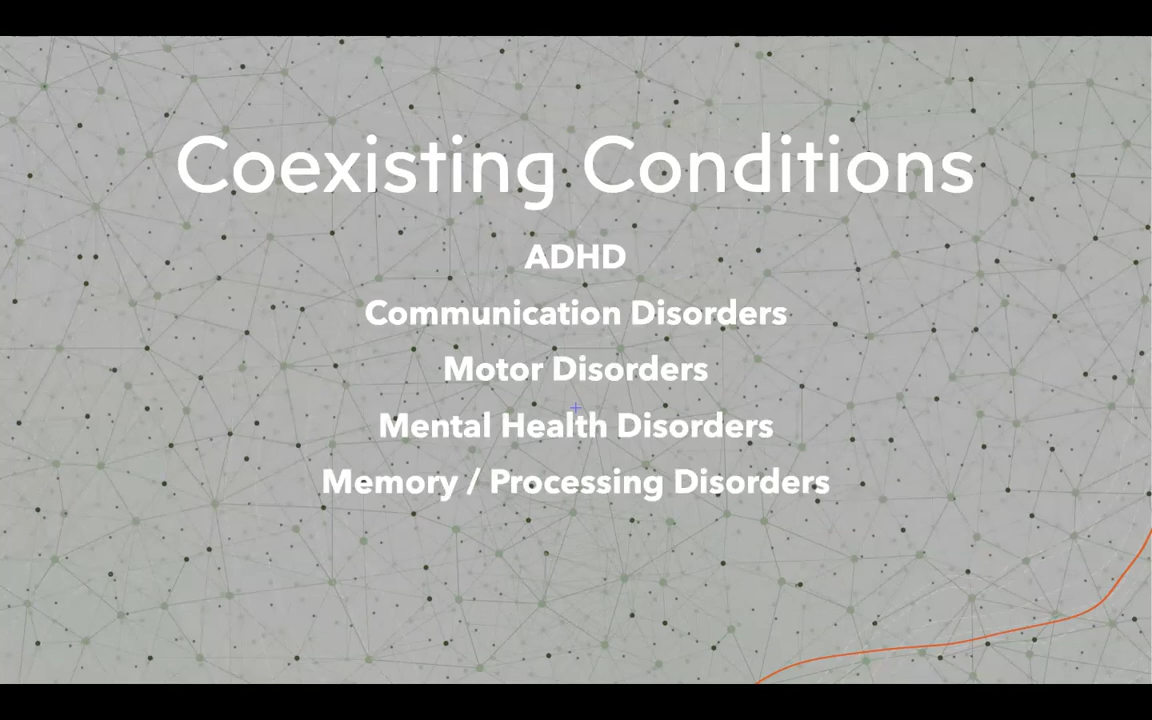 Coexisting Conditions
ADHD
Communication Disorders
Motor Disorders
Mental Health Disorders
Memory / Processing Disorders